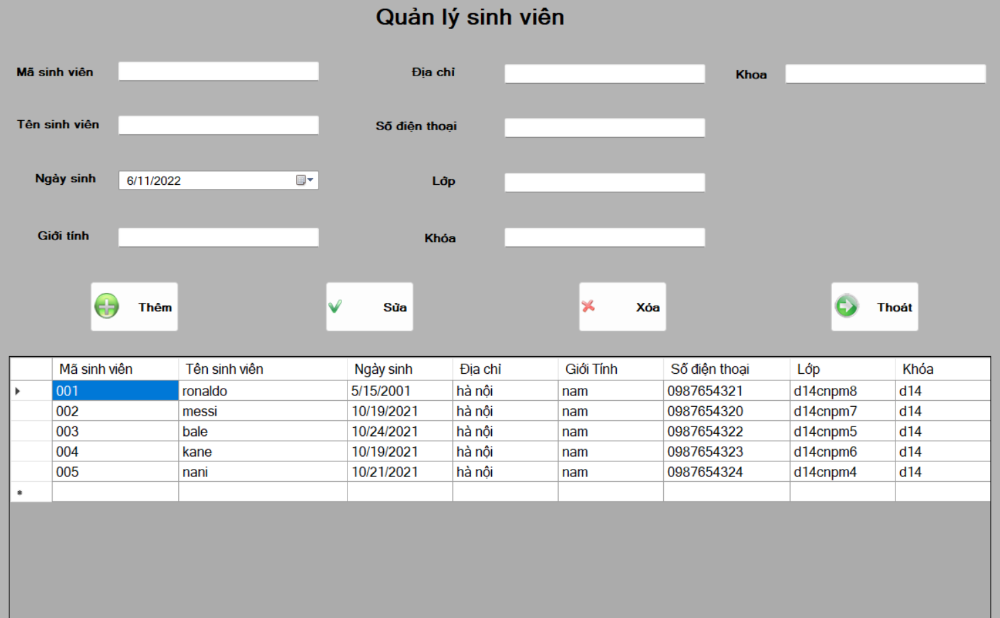 Quản lý sinh viên
Mã sinh viên Địa chỉ Khoa
Tên sinh viên Số điện thoại
Ngày sinh 6/11/2022 Lớp
Giới tính Khóa
Thêm Sửa Xóa Thoát
Mã sinh viên Tên sinh viên Ngày sinh Địa chỉ Giới Tính Số điện thoại Lớp Khóa
001 ronaldo 5/15/2001 hà nội nam 0987654321 d14cnpm8 d14
002 messi 10/19/2021 hà nội nam 0987654320 d14cnpm7 d14
003 bale 10/24/2021 hà nội nam 0987654322 d14cnpm5 d14
004 kane 10/19/2021 hà nội nam 0987654323 d14cnpm6 d14
005 nani 10/21/2021 hà nội nam 0987654324 d14cnpm4 d14